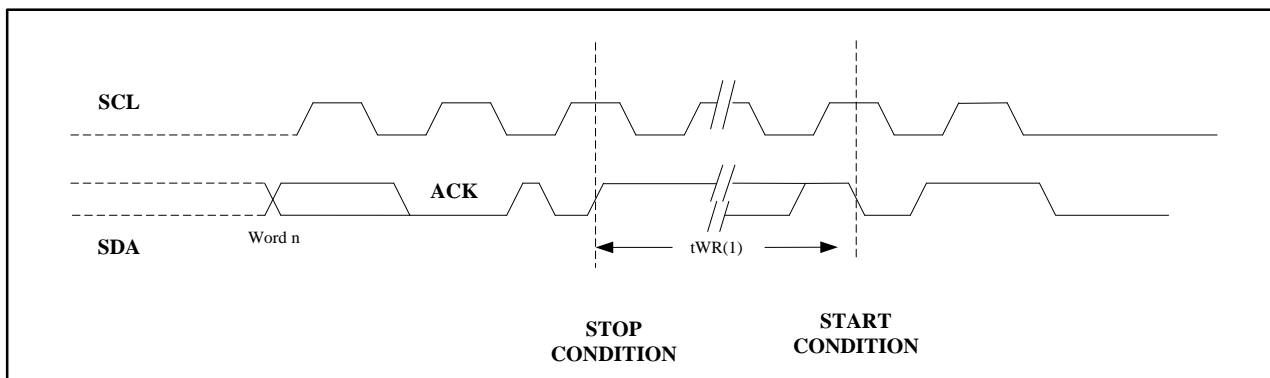 SCL
ACK
SDA
Word n
tWR(1)
STOP
CONDITION
START
CONDITION